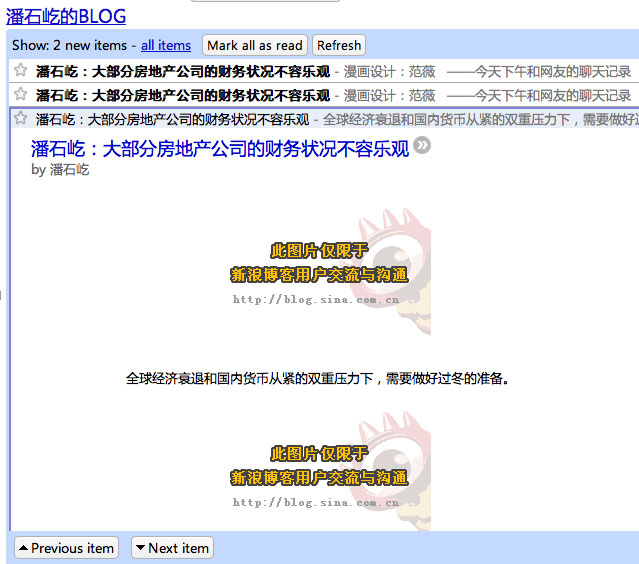 潘石屹的BLOG
Show: 2 new items - all items Mark all as read Refresh
潘石屹：大部分房地产公司的财务状况不容乐观 - 漫画设计：范薇 ——今天下午和网友的聊天记录
潘石屹：大部分房地产公司的财务状况不容乐观 - 漫画设计：范薇 ——今天下午和网友的聊天记录
潘石屹：大部分房地产公司的财务状况不容乐观 - 全球经济衰退和国内货币从紧的双重压力下，需要做好过
潘石屹：大部分房地产公司的财务状况不容乐观 »
by 潘石屹
此图片仅限于
新浪博客用户交流与沟通
http://blog.sina.com.cn
全球经济衰退和国内货币从紧的双重压力下，需要做好过冬的准备。
此图片仅限于
新浪博客用户交流与沟通
http://blog.sina.com.cn
Previous item Next item